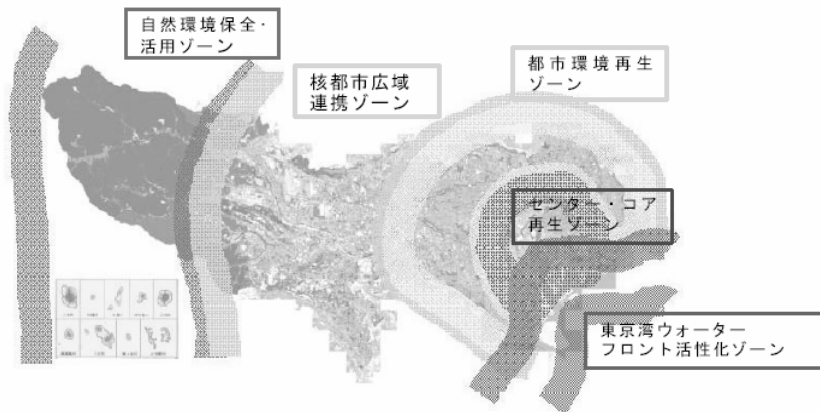 自然環境保全・
活用ゾーン
核都市広域
連携ゾーン
都市環境再生
ゾーン
センター・コア
再生ゾーン
東京湾ウォーター
フロント活性化ゾーン